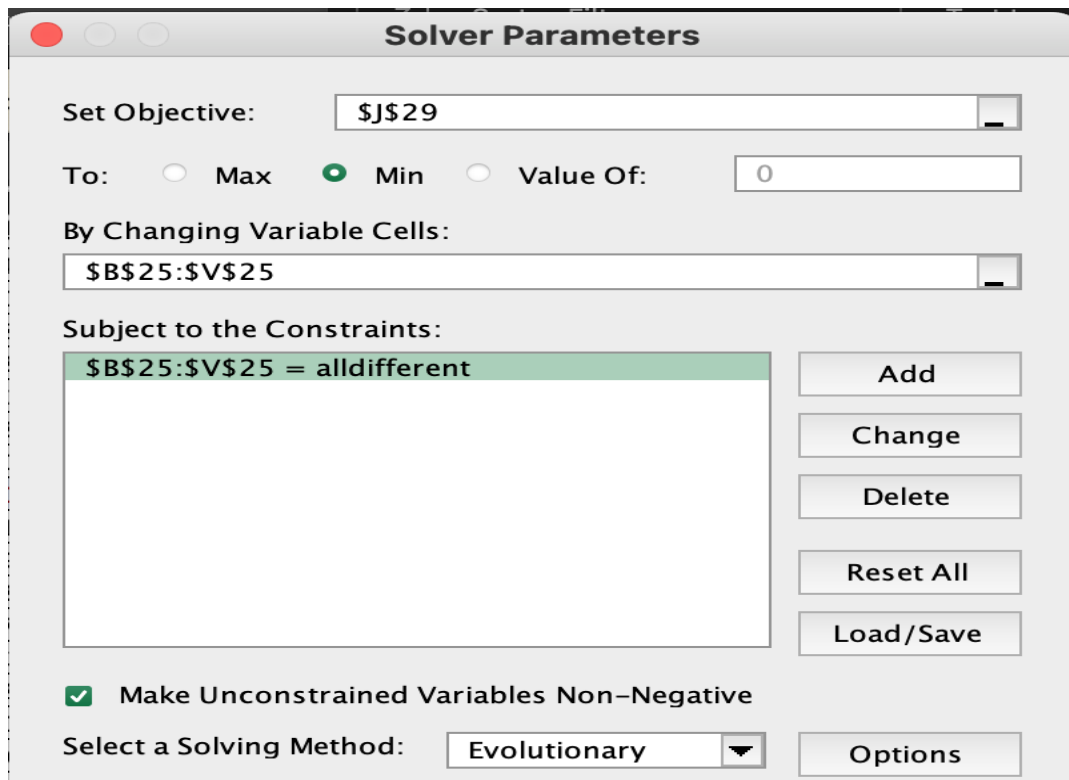 Solver Parameters
Set Objective: $J$29
To: Max Min Value Of: 0
By Changing Variable Cells:
$B$25:$V$25
Subject to the Constraints:
$B$25:$V$25 = alldifferent
Add
Change
Delete
Reset All
Load/Save
Make Unconstrained Variables Non-Negative
Select a Solving Method: Evolutionary Options